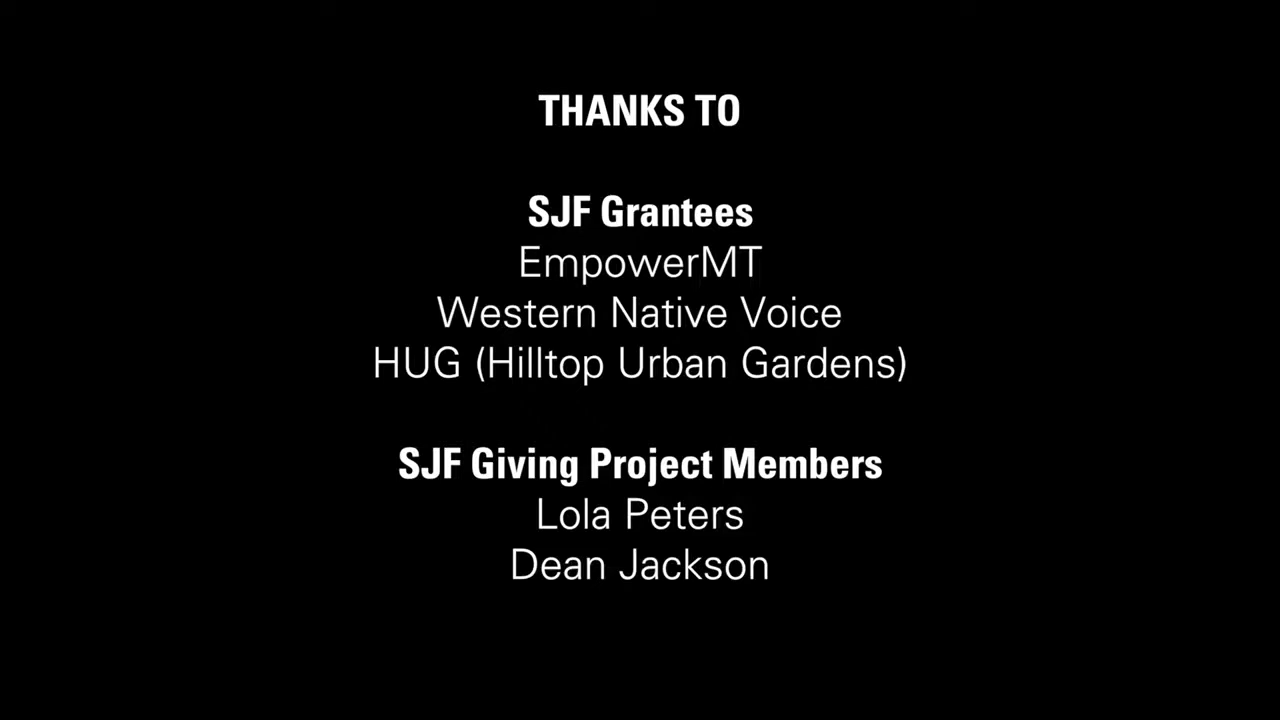 THANKS TO
SJF Grantees
EmpowerMT
Western Native Voice
HUG (Hilltop Urban Gardens)
SJF Giving Project Members
Lola Peters
Dean Jackson